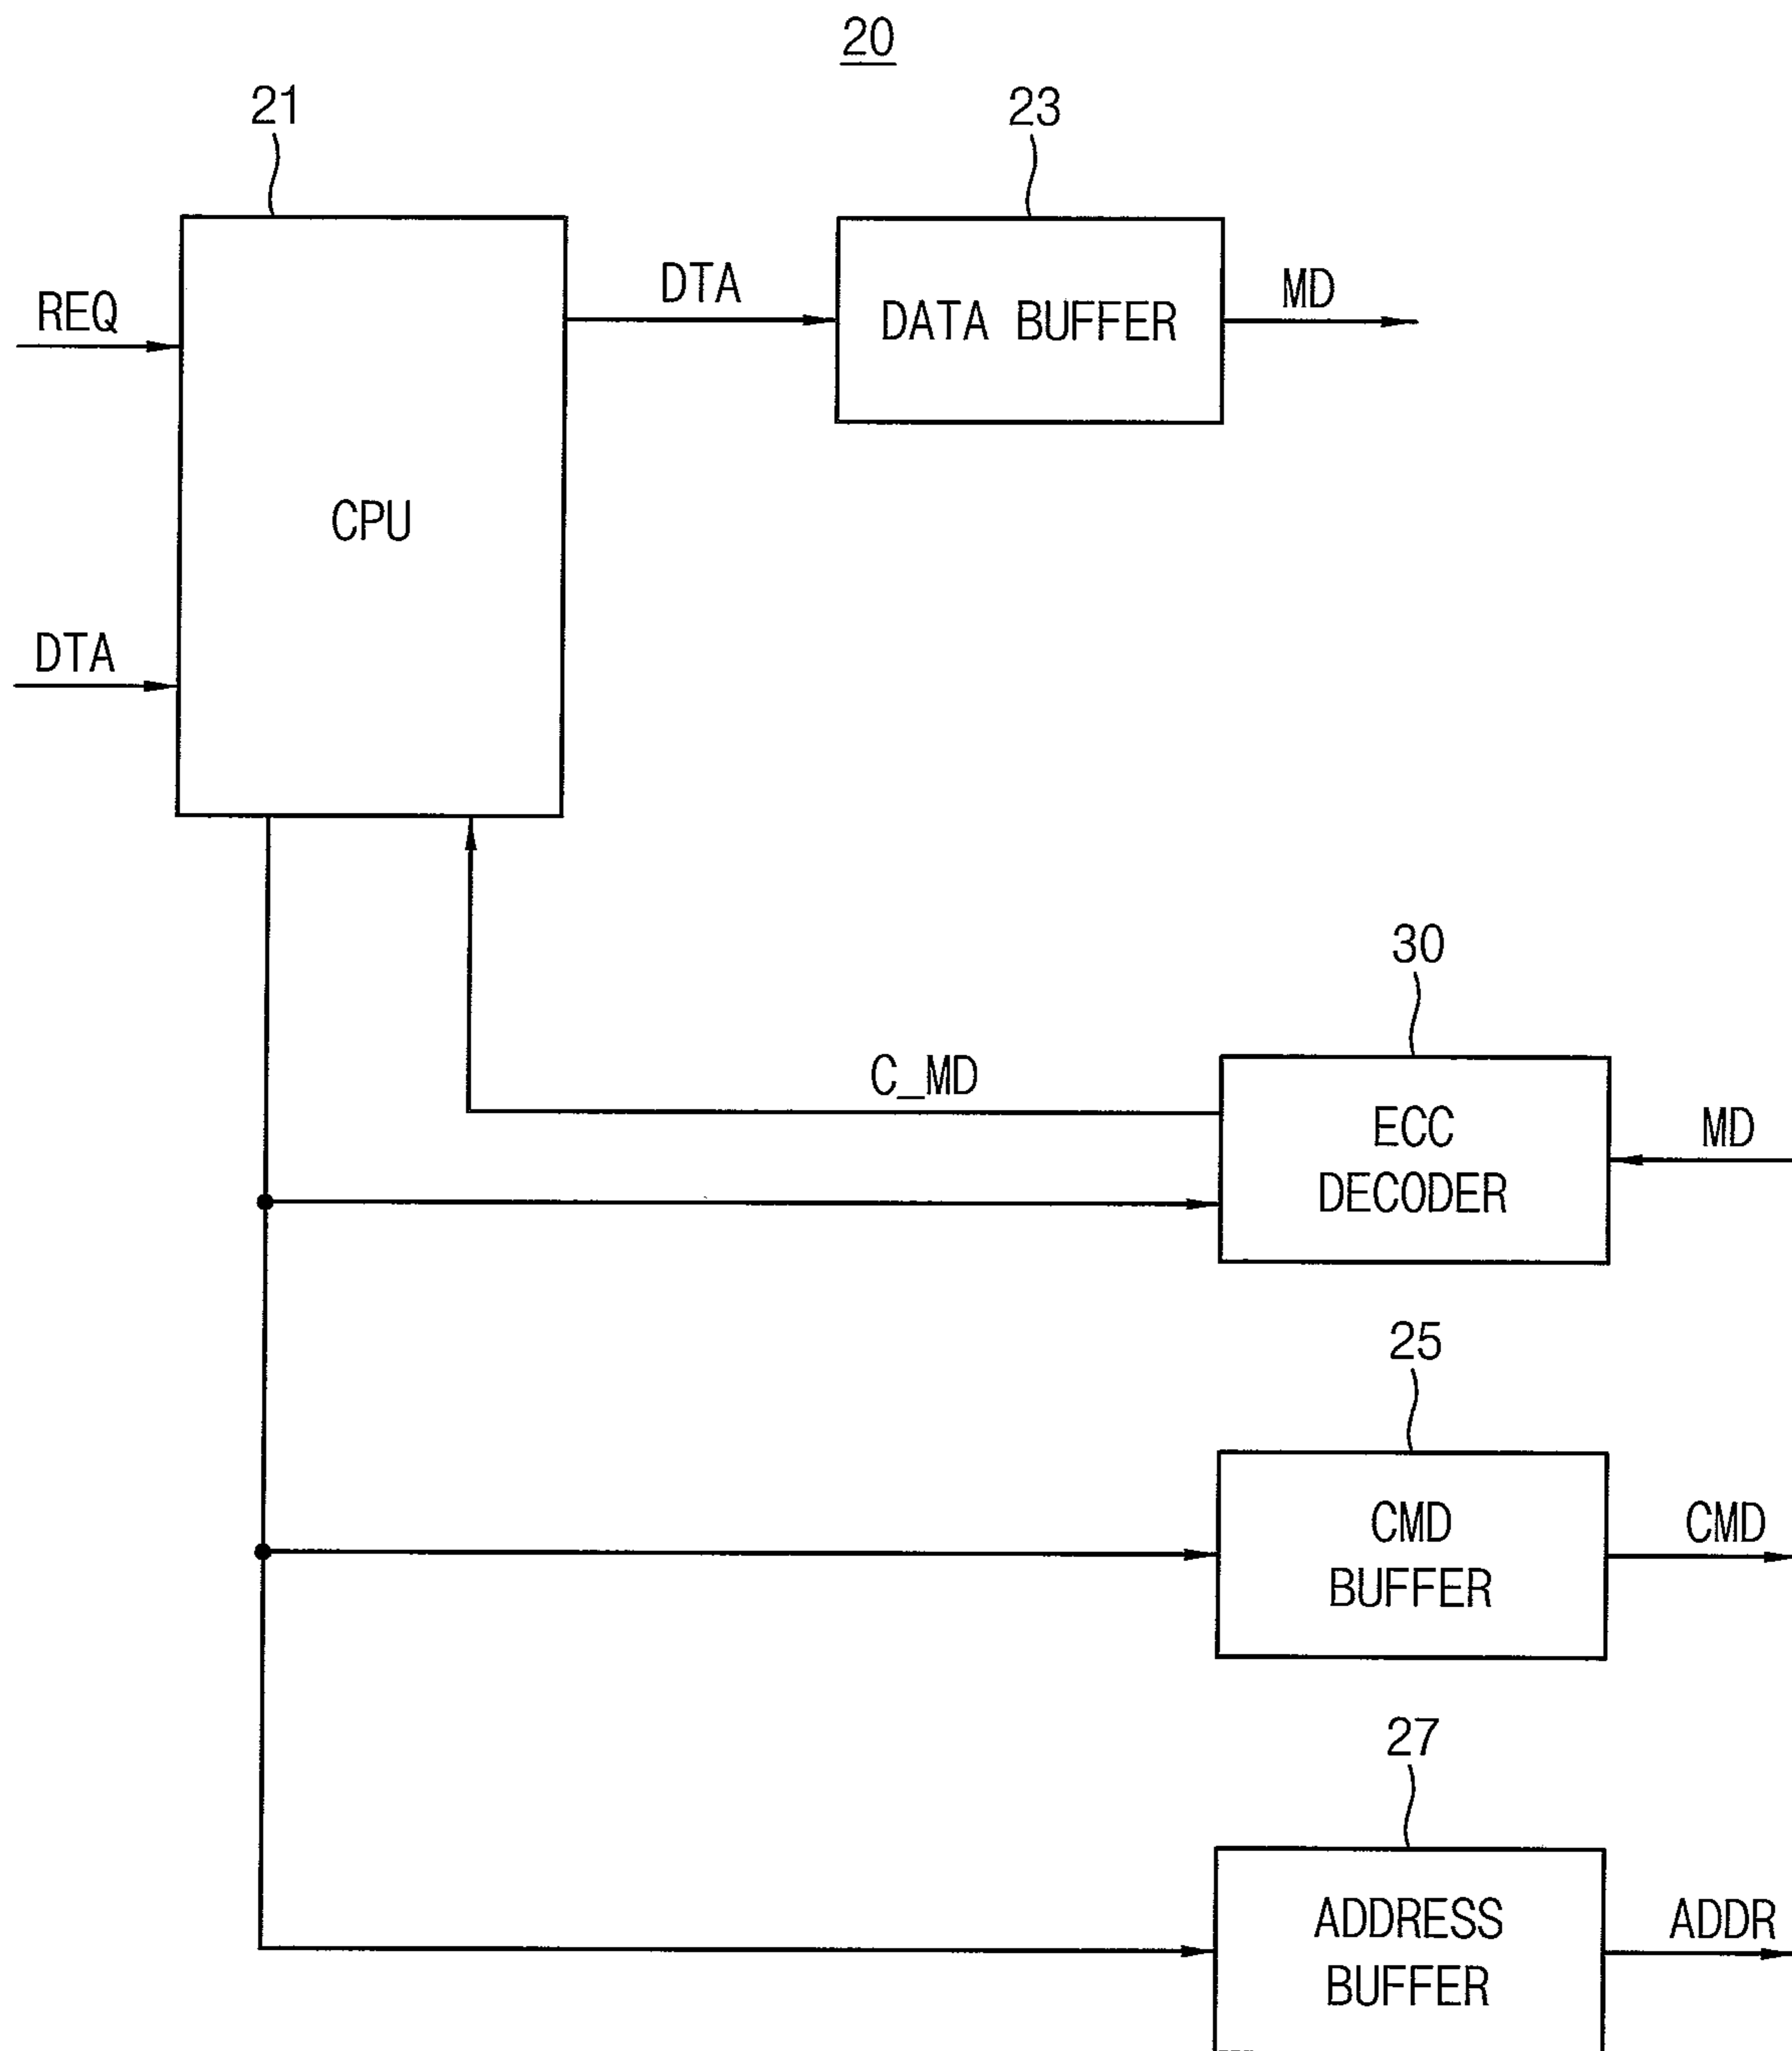 20
21
23
REQ
DTA
DATA BUFFER
MD
CPU
DTA
30
C_MD
ECC
DECODER
MD
25
CMD
BUFFER
CMD
27
ADDRESS
BUFFER
ADDR